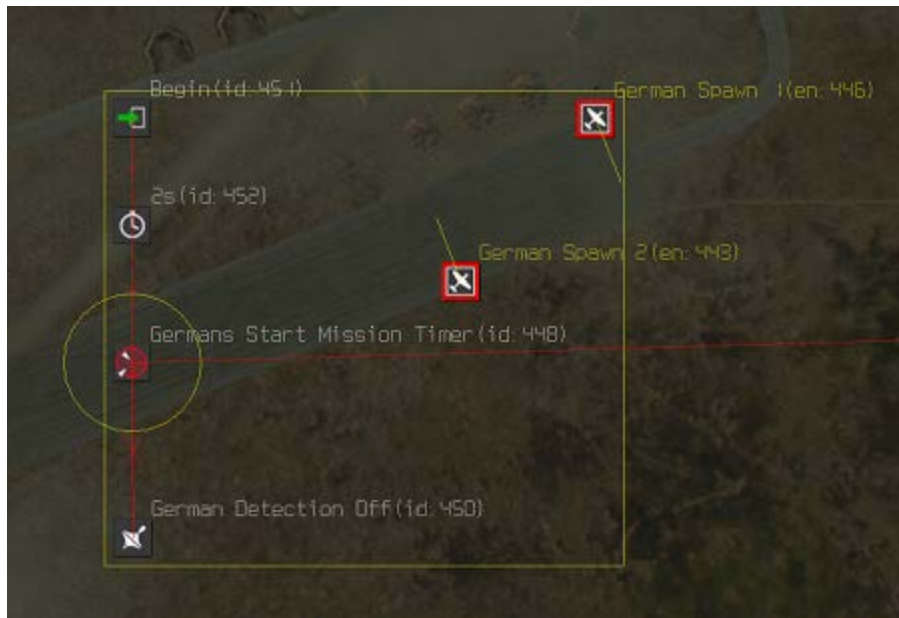 Begin(id: 451)
German Spawn 1(en: 446)
2s(id: 452)
German Spawn 2(en: 443)
Germans Start Mission Timer(id: 448)
German Detection Off(id: 450)